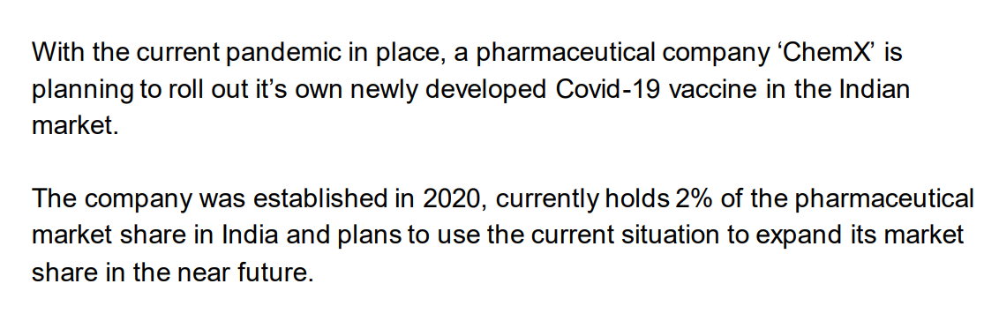 With the current pandemic in place, a pharmaceutical company ‘ChemX’ is
planning to roll out it’s own newly developed Covid-19 vaccine in the Indian
market.
The company was established in 2020, currently holds 2% of the pharmaceutical
market share in India and plans to use the current situation to expand its market
share in the near future.